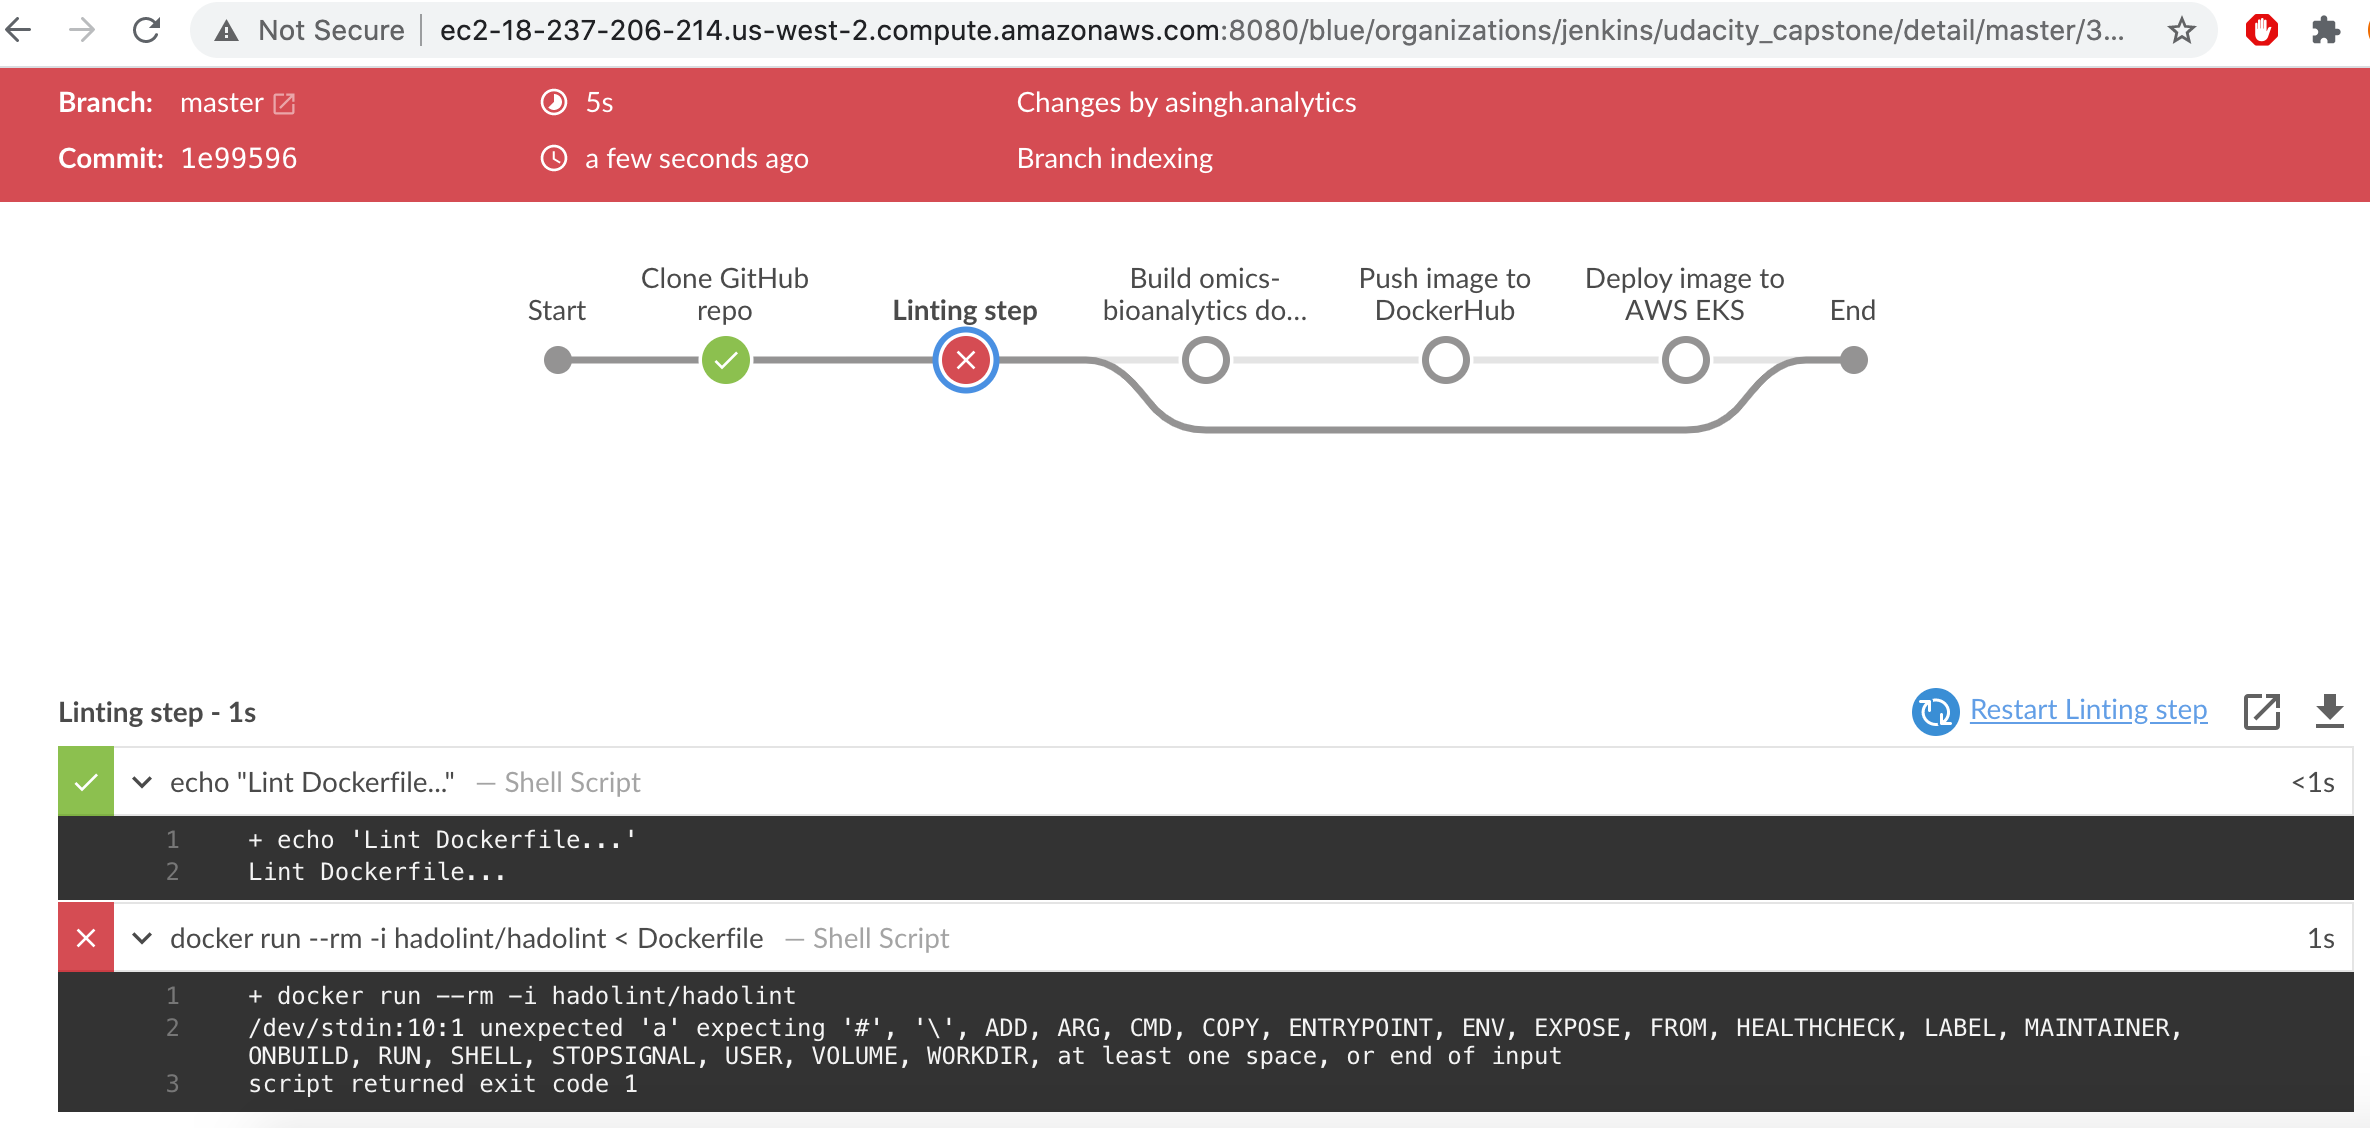 Not Secure ec2-18-237-206-214.us-west-2.compute.amazonaws.com:8080/blue/organizations/jenkins/udacity_capstone/detail/master/3...
Branch: master 5s Changes by asingh.analytics
Commit: 1e99596 a few seconds ago Branch indexing
Start
Clone GitHub
repo
Linting step
Build omics-
bioanalytics do...
Push image to
DockerHub
Deploy image to
AWS EKS
End
Linting step - 1s
Restart Linting step
echo "Lint Dockerfile..." — Shell Script <1s
1 + echo 'Lint Dockerfile...'
2 Lint Dockerfile...
docker run --rm -i hadolint/hadolint < Dockerfile — Shell Script 1s
1 + docker run --rm -i hadolint/hadolint
2 /dev/stdin:10:1 unexpected 'a' expecting '#', '\', ADD, ARG, CMD, COPY, ENTRYPOINT, ENV, EXPOSE, FROM, HEALTHCHECK, LABEL, MAINTAINER,
ONBUILD, RUN, SHELL, STOPSIGNAL, USER, VOLUME, WORKDIR, at least one space, or end of input
3 script returned exit code 1